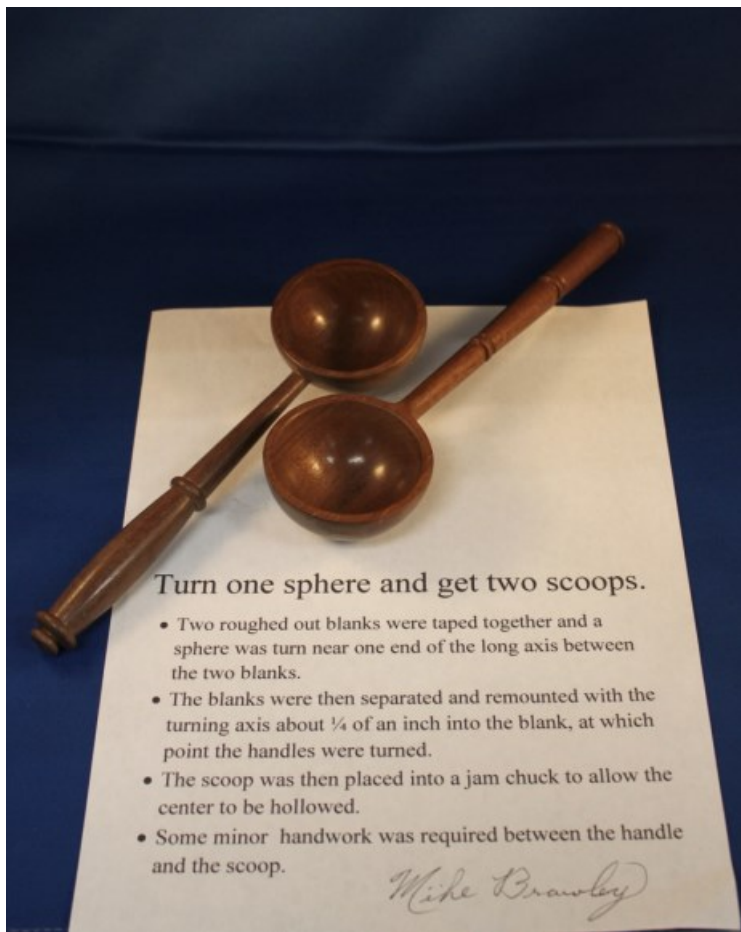 Turn one sphere and get two scoops.
• Two roughed out blanks were taped together and a
sphere was turn near one end of the long axis between
the two blanks.
• The blanks were then separated and remounted with the
turning axis about ¼ of an inch into the blank, at which
point the handles were turned.
• The scoop was then placed into a jam chuck to allow the
center to be hollowed.
• Some minor handwork was required between the handle
and the scoop.
Mike Brawley